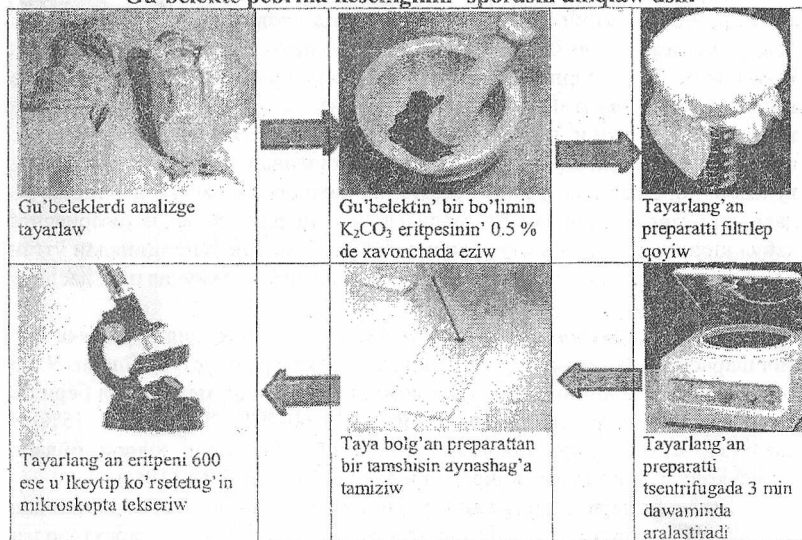 Gu’belekte pebrina keselliginin’ sporasin aniqlaw
Gu’beleklerdi analizge
tayarlaw
Gu’belektin’ bir bo’limin
K₂CO₃ eritpesinin’ 0.5 %
de xavonchada eziw
Tayarlang’an
preparatti filtrlep
qoyiw
Tayarlang’an eritpeni 600
ese u’lkeytip ko’rsetetug’in
mikroskopta tekseriw
Taya bolg’an preparattan
bir tamshisin aynashag’a
tamiziw
Tayarlang’an
preparatti
tsentrifugada 3 min
dawaminda
aralastiradi